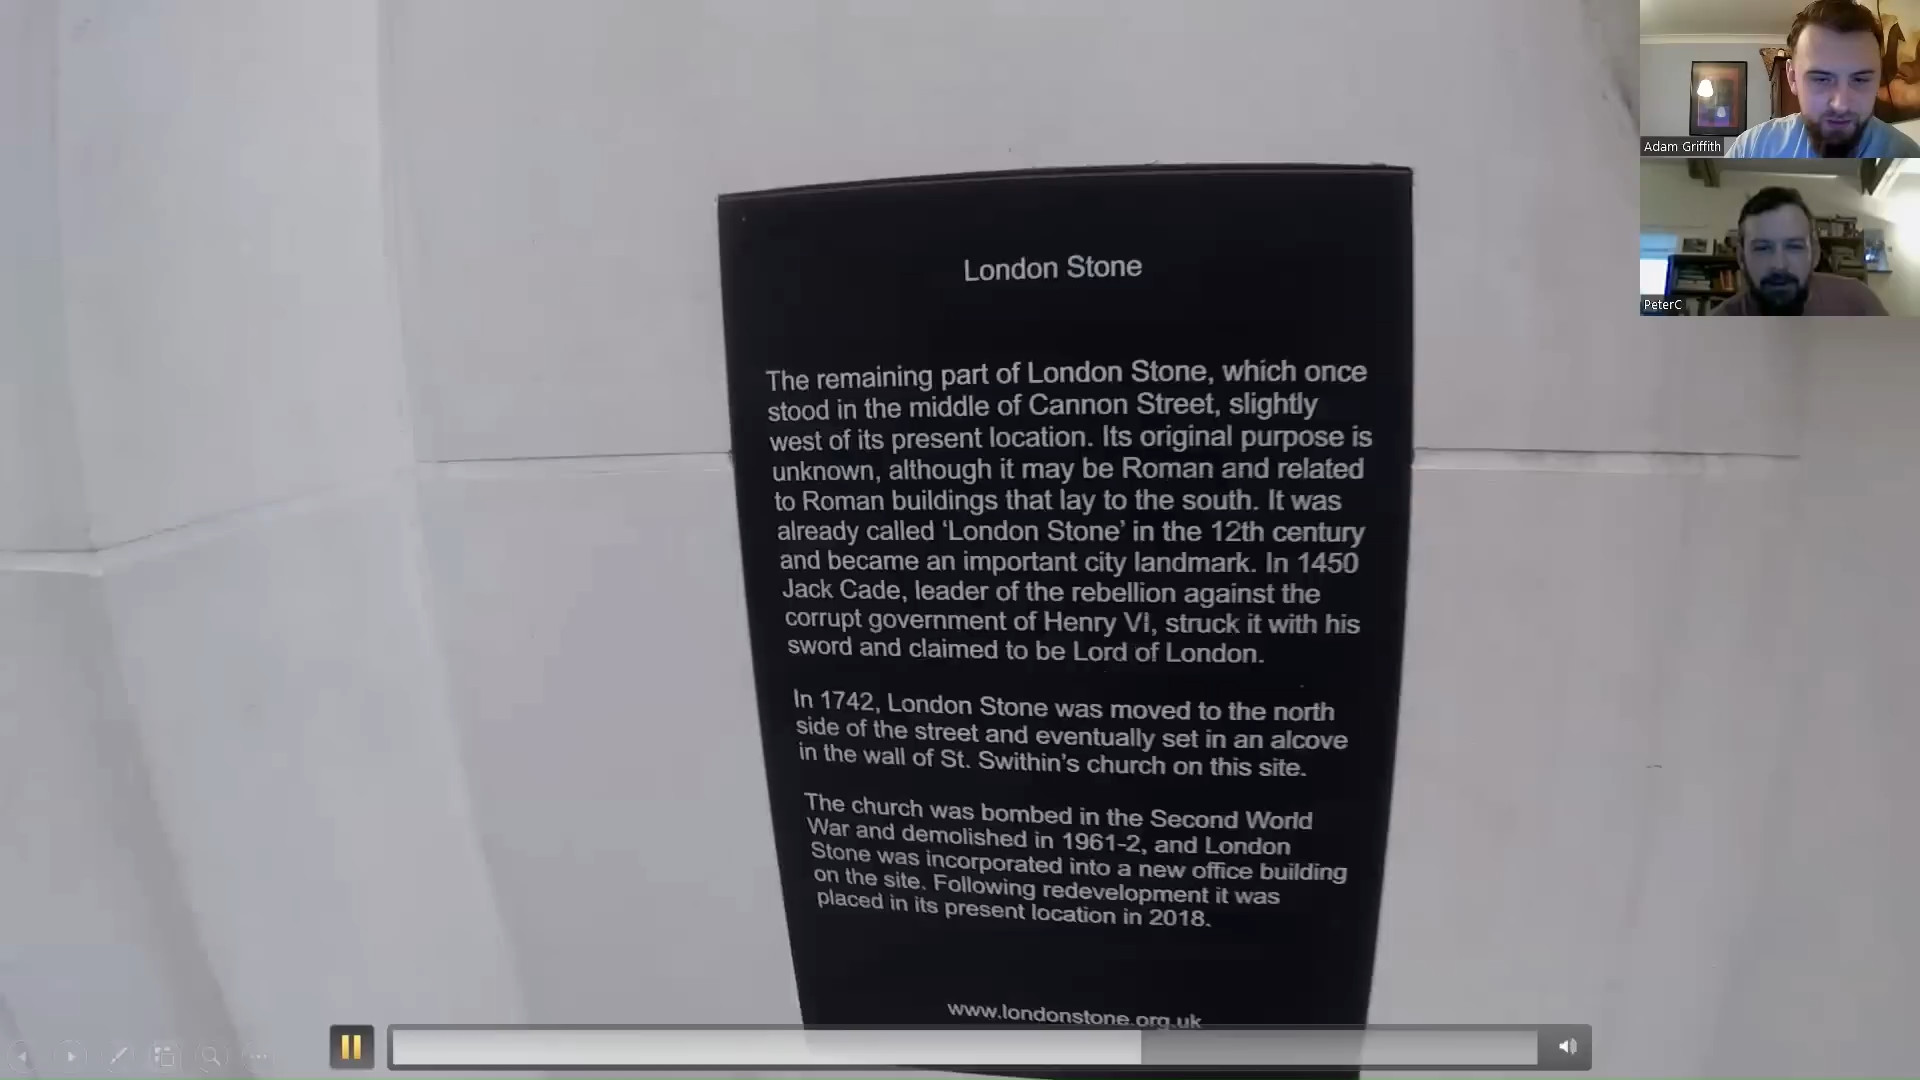 London Stone
The remaining part of London Stone, which once
stood in the middle of Cannon Street, slightly
west of its present location. Its original purpose is
unknown, although it may be Roman and related
to Roman buildings that lay to the south. It was
already called ‘London Stone’ in the 12th century
and became an important city landmark. In 1450
Jack Cade, leader of the rebellion against the
corrupt government of Henry VI, struck it with his
sword and claimed to be Lord of London.
In 1742, London Stone was moved to the north
side of the street and eventually set in an alcove
in the wall of St. Swithin’s church on this site.
The church was bombed in the Second World
War and demolished in 1961-2, and London
Stone was incorporated into a new office building
on the site. Following redevelopment it was
placed in its present location in 2018.
www.londonstone.org.uk
Adam Griffith
PeterC